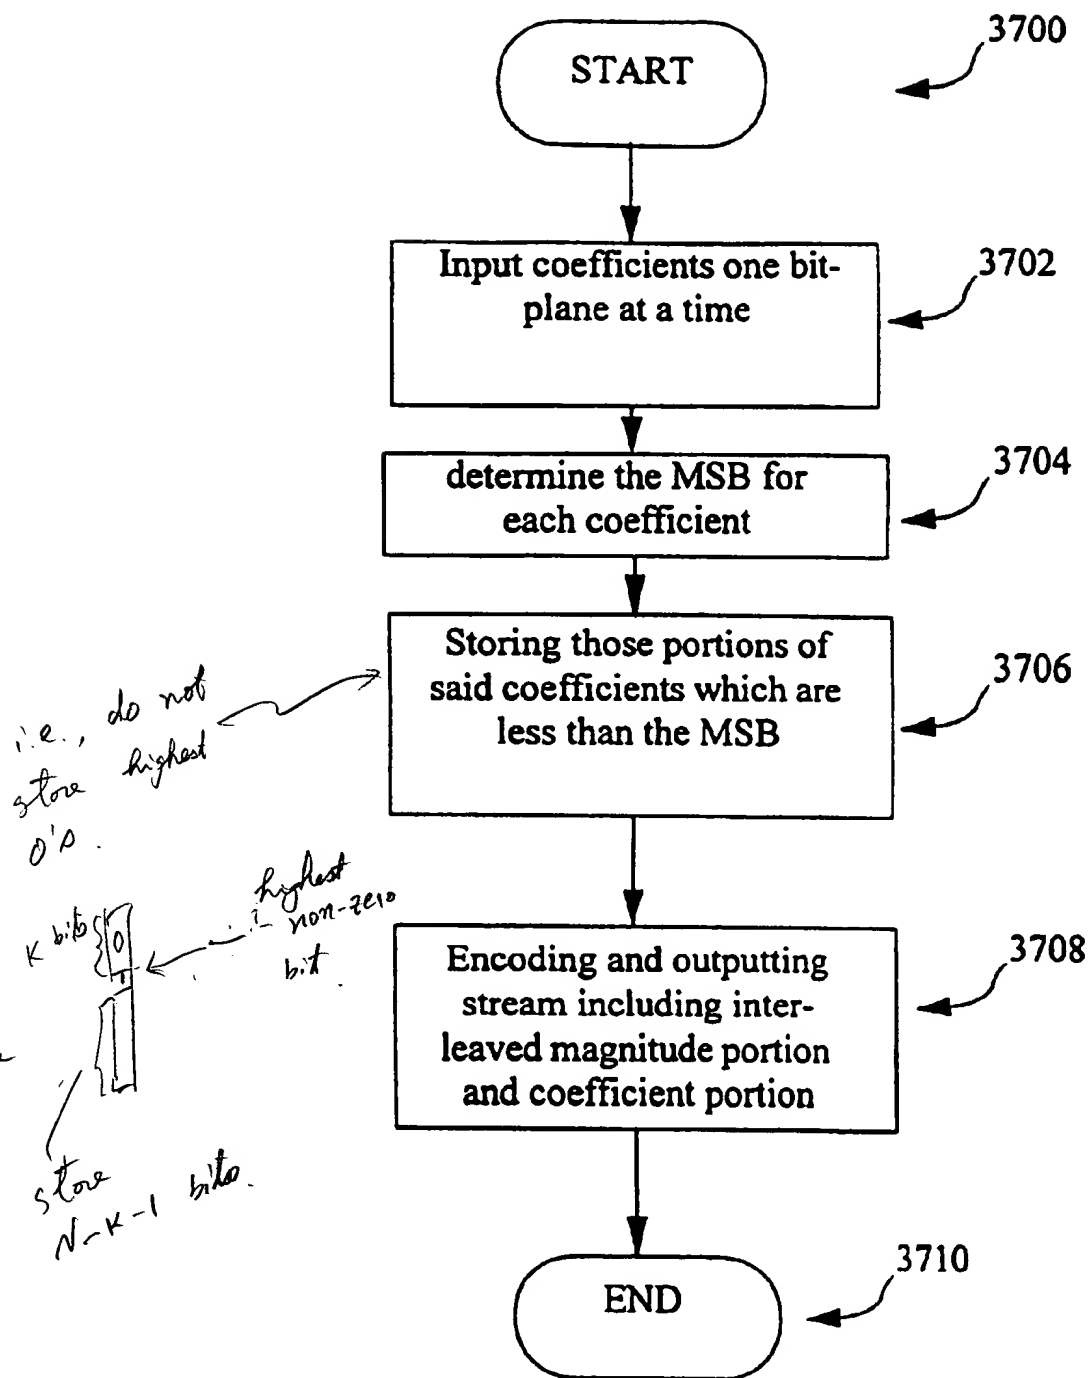 3700
START
Input coefficients one bit-
plane at a time
3702
determine the MSB for
each coefficient
3704
Storing those portions of
said coefficients which are
less than the MSB
3706
i.e., do not
store highest
0's.
highest
non-zero
bit.
K bits
0
1
store
N-K-1 bits.
Encoding and outputting
stream including inter-
leaved magnitude portion
and coefficient portion
3708
END
3710